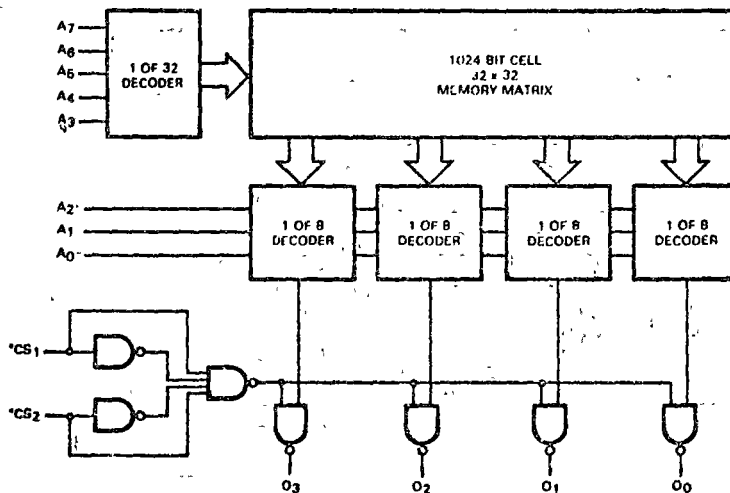 A7
A6
A5
A4
A3
1 OF 32
DECODER
1024 BIT CELL
32 x 32
MEMORY MATRIX
A2
A1
A0
1 OF 8
DECODER
1 OF 8
DECODER
1 OF 8
DECODER
1 OF 8
DECODER
*CS1
*CS2
O3
O2
O1
O0